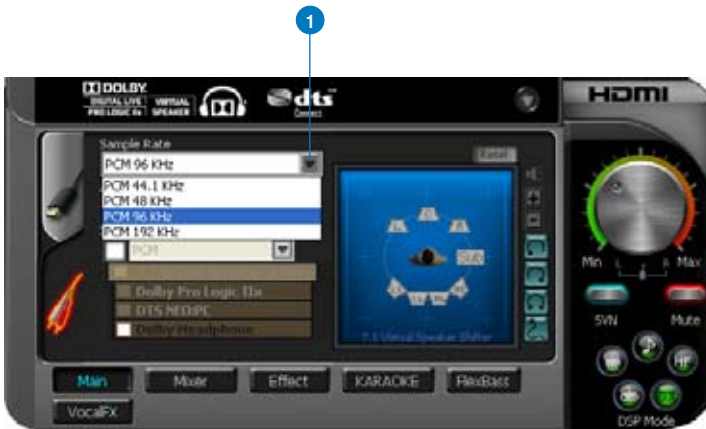 1
DOLBY
DIGITAL LIVE
PRO LOGIC IIx
VIRTUAL
SPEAKER
dts
Connect
HDMI
Sample Rate
PCM 96 KHz
PCM 44.1 KHz
PCM 48 KHz
PCM 96 KHz
PCM 192 KHz
PCM
Dolby Pro Logic IIx
DTS NEO:PC
Dolby Headphone
Reset
L
C
R
Sub
7.1 Virtual Speaker Shifter
Min
L
R
Max
SVN
Mute
HF
DSP Mode
Main
Mixer
Effect
KARAOKE
FlexBass
VocalFX